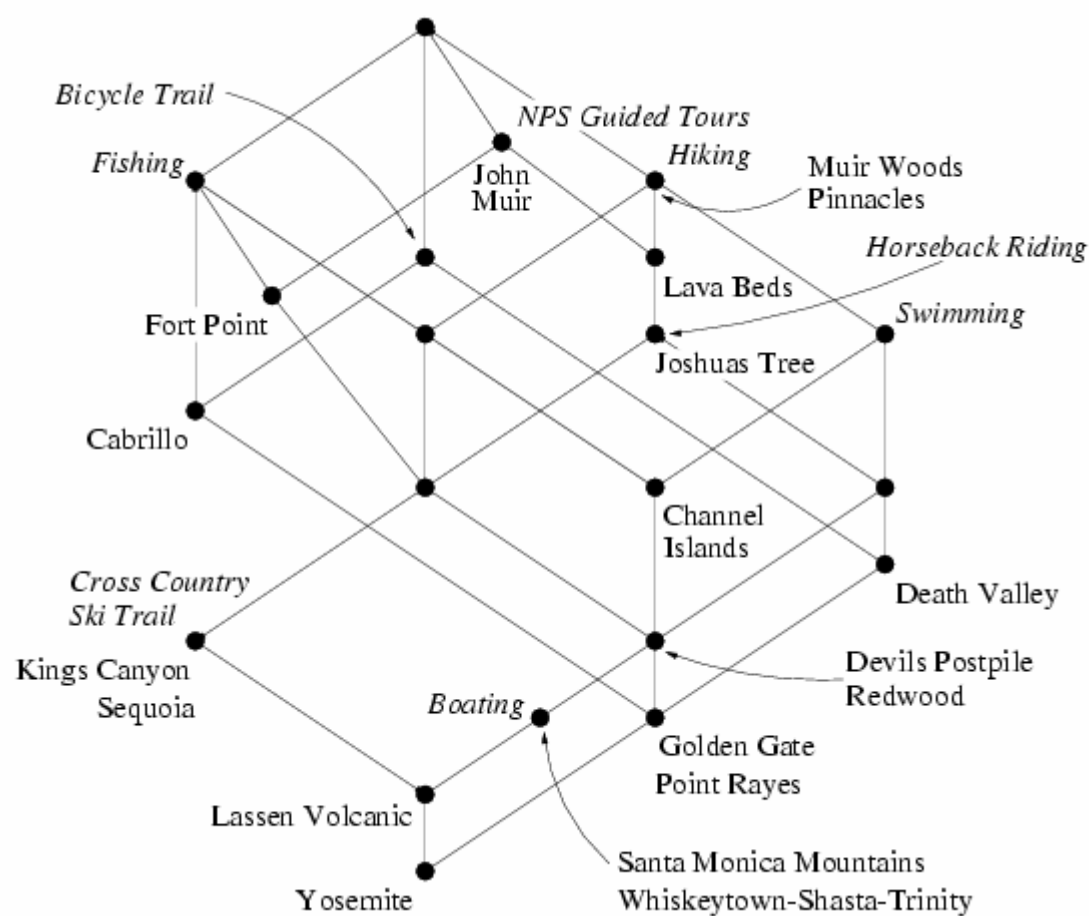 Bicycle Trail
NPS Guided Tours
Fishing
Hiking
John
Muir
Muir Woods
Pinnacles
Horseback Riding
Lava Beds
Fort Point
Swimming
Joshuas Tree
Cabrillo
Channel
Islands
Cross Country
Ski Trail
Death Valley
Kings Canyon
Sequoia
Devils Postpile
Redwood
Boating
Golden Gate
Point Rayes
Lassen Volcanic
Santa Monica Mountains
Whiskeytown-Shasta-Trinity
Yosemite